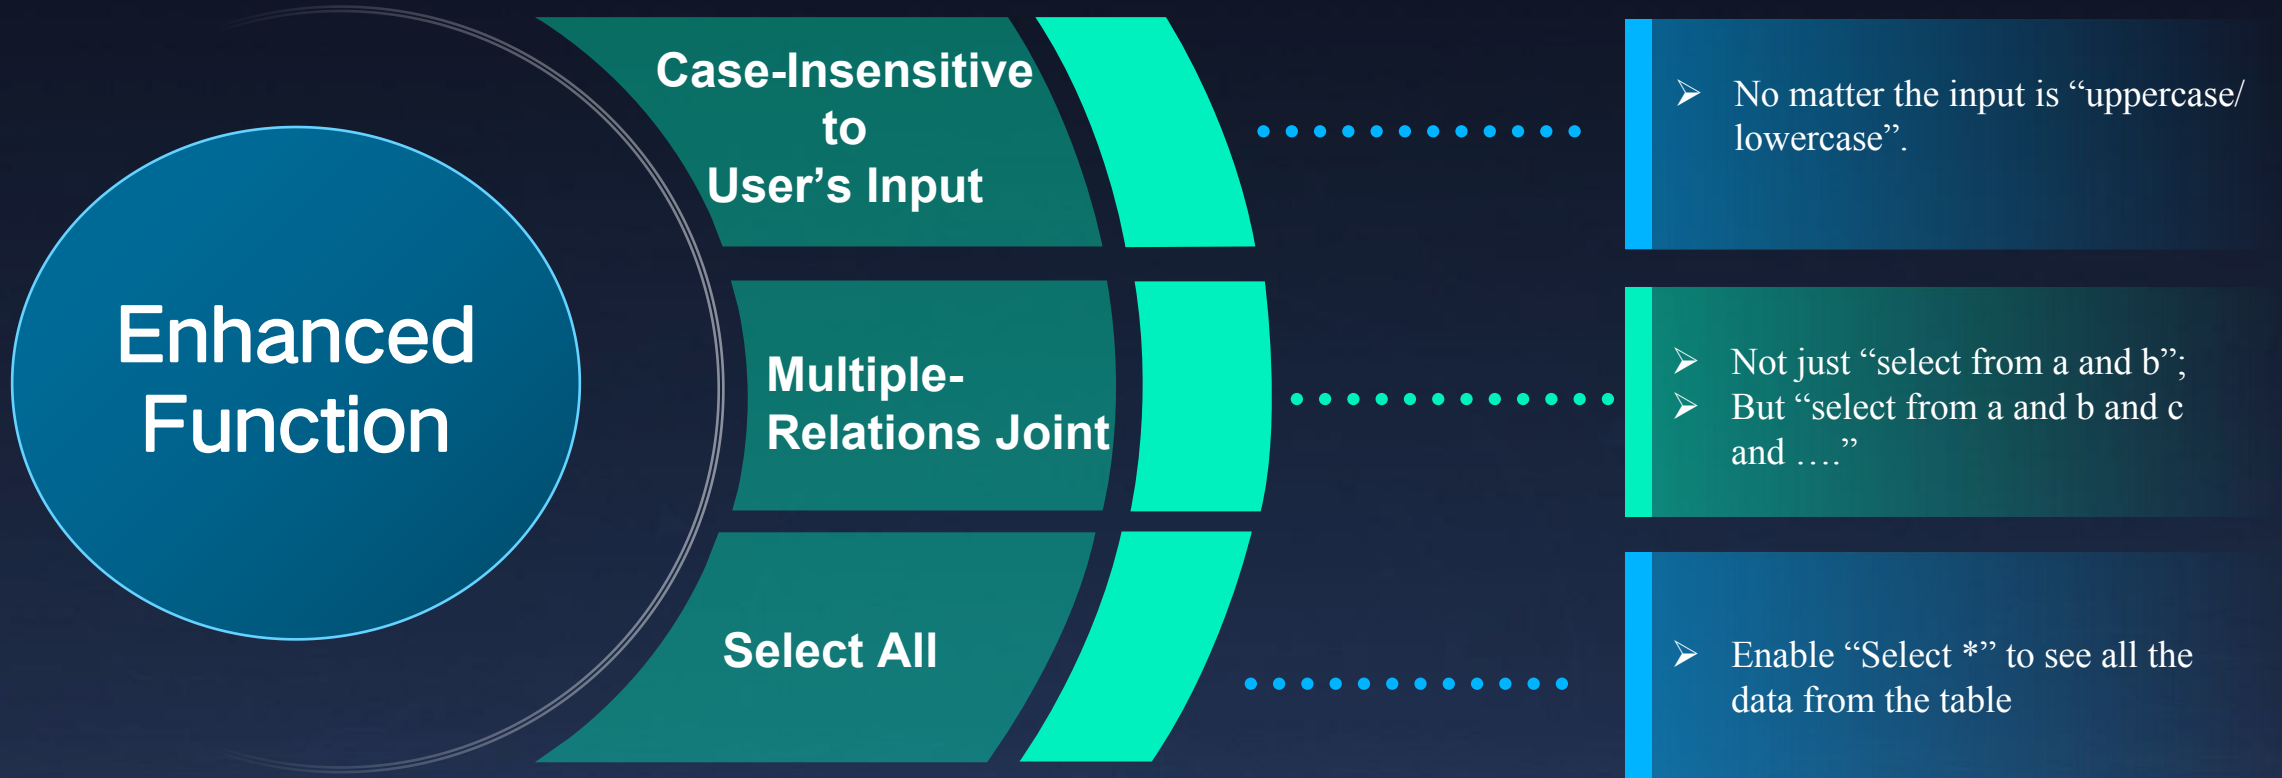 Enhanced
Function
Case-Insensitive
to
User’s Input
➢ No matter the input is “uppercase/
lowercase”.
Multiple-
Relations Joint
➢ Not just “select from a and b”;
➢ But “select from a and b and c
and ….”
Select All
➢ Enable “Select *” to see all the
data from the table